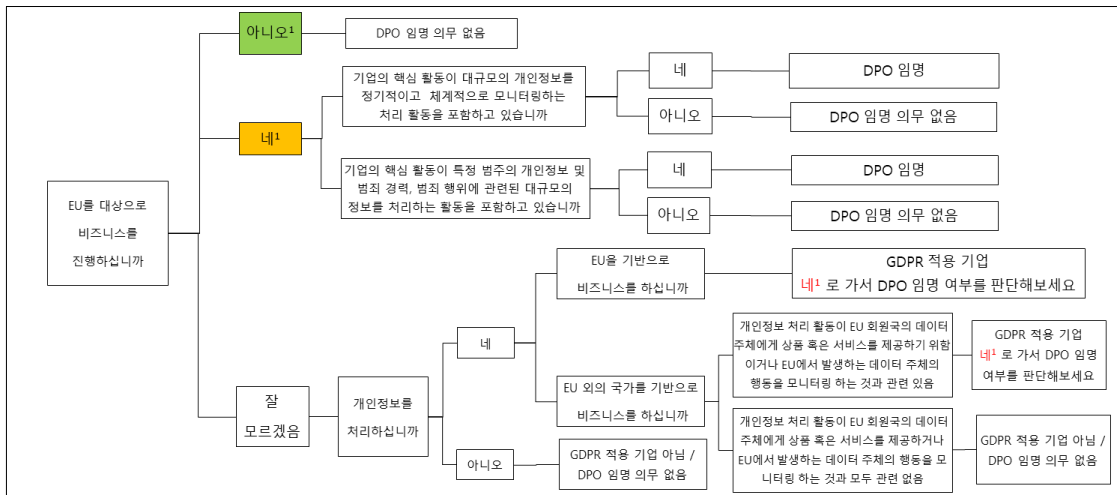 아니오¹
DPO 임명 의무 없음
네¹
기업의 핵심 활동이 대규모의 개인정보를
정기적이고 체계적으로 모니터링하는
처리 활동을 포함하고 있습니까
네
DPO 임명
아니오
DPO 임명 의무 없음
기업의 핵심 활동이 특정 범주의 개인정보 및
범죄 경력, 범죄 행위에 관련된 대규모의
정보를 처리하는 활동을 포함하고 있습니까
네
DPO 임명
아니오
DPO 임명 의무 없음
EU를 대상으로
비즈니스를
진행하십니까
잘
모르겠음
개인정보를
처리하십니까
네
EU을 기반으로
비즈니스를 하십니까
GDPR 적용 기업
네¹ 로 가서 DPO 임명 여부를 판단해보세요
EU 외의 국가를 기반으로
비즈니스를 하십니까
개인정보 처리 활동이 EU 회원국의 데이터
주체에게 상품 혹은 서비스를 제공하기 위함
이거나 EU에서 발생하는 데이터 주체의
행동을 모니터링 하는 것과 관련 있음
GDPR 적용 기업
네¹ 로 가서 DPO 임명
여부를 판단해보세요
개인정보 처리 활동이 EU 회원국의 데이터
주체에게 상품 혹은 서비스를 제공하거나
EU에서 발생하는 데이터 주체의 행동을 모
니터링 하는 것과 모두 관련 없음
GDPR 적용 기업 아님 /
DPO 임명 의무 없음
아니오
GDPR 적용 기업 아님 /
DPO 임명 의무 없음